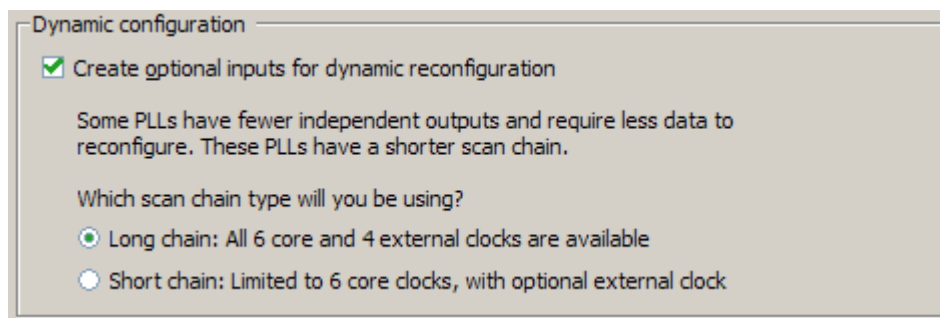 Dynamic configuration
Create optional inputs for dynamic reconfiguration
Some PLLs have fewer independent outputs and require less data to
reconfigure. These PLLs have a shorter scan chain.
Which scan chain type will you be using?
Long chain: All 6 core and 4 external clocks are available
Short chain: Limited to 6 core clocks, with optional external clock